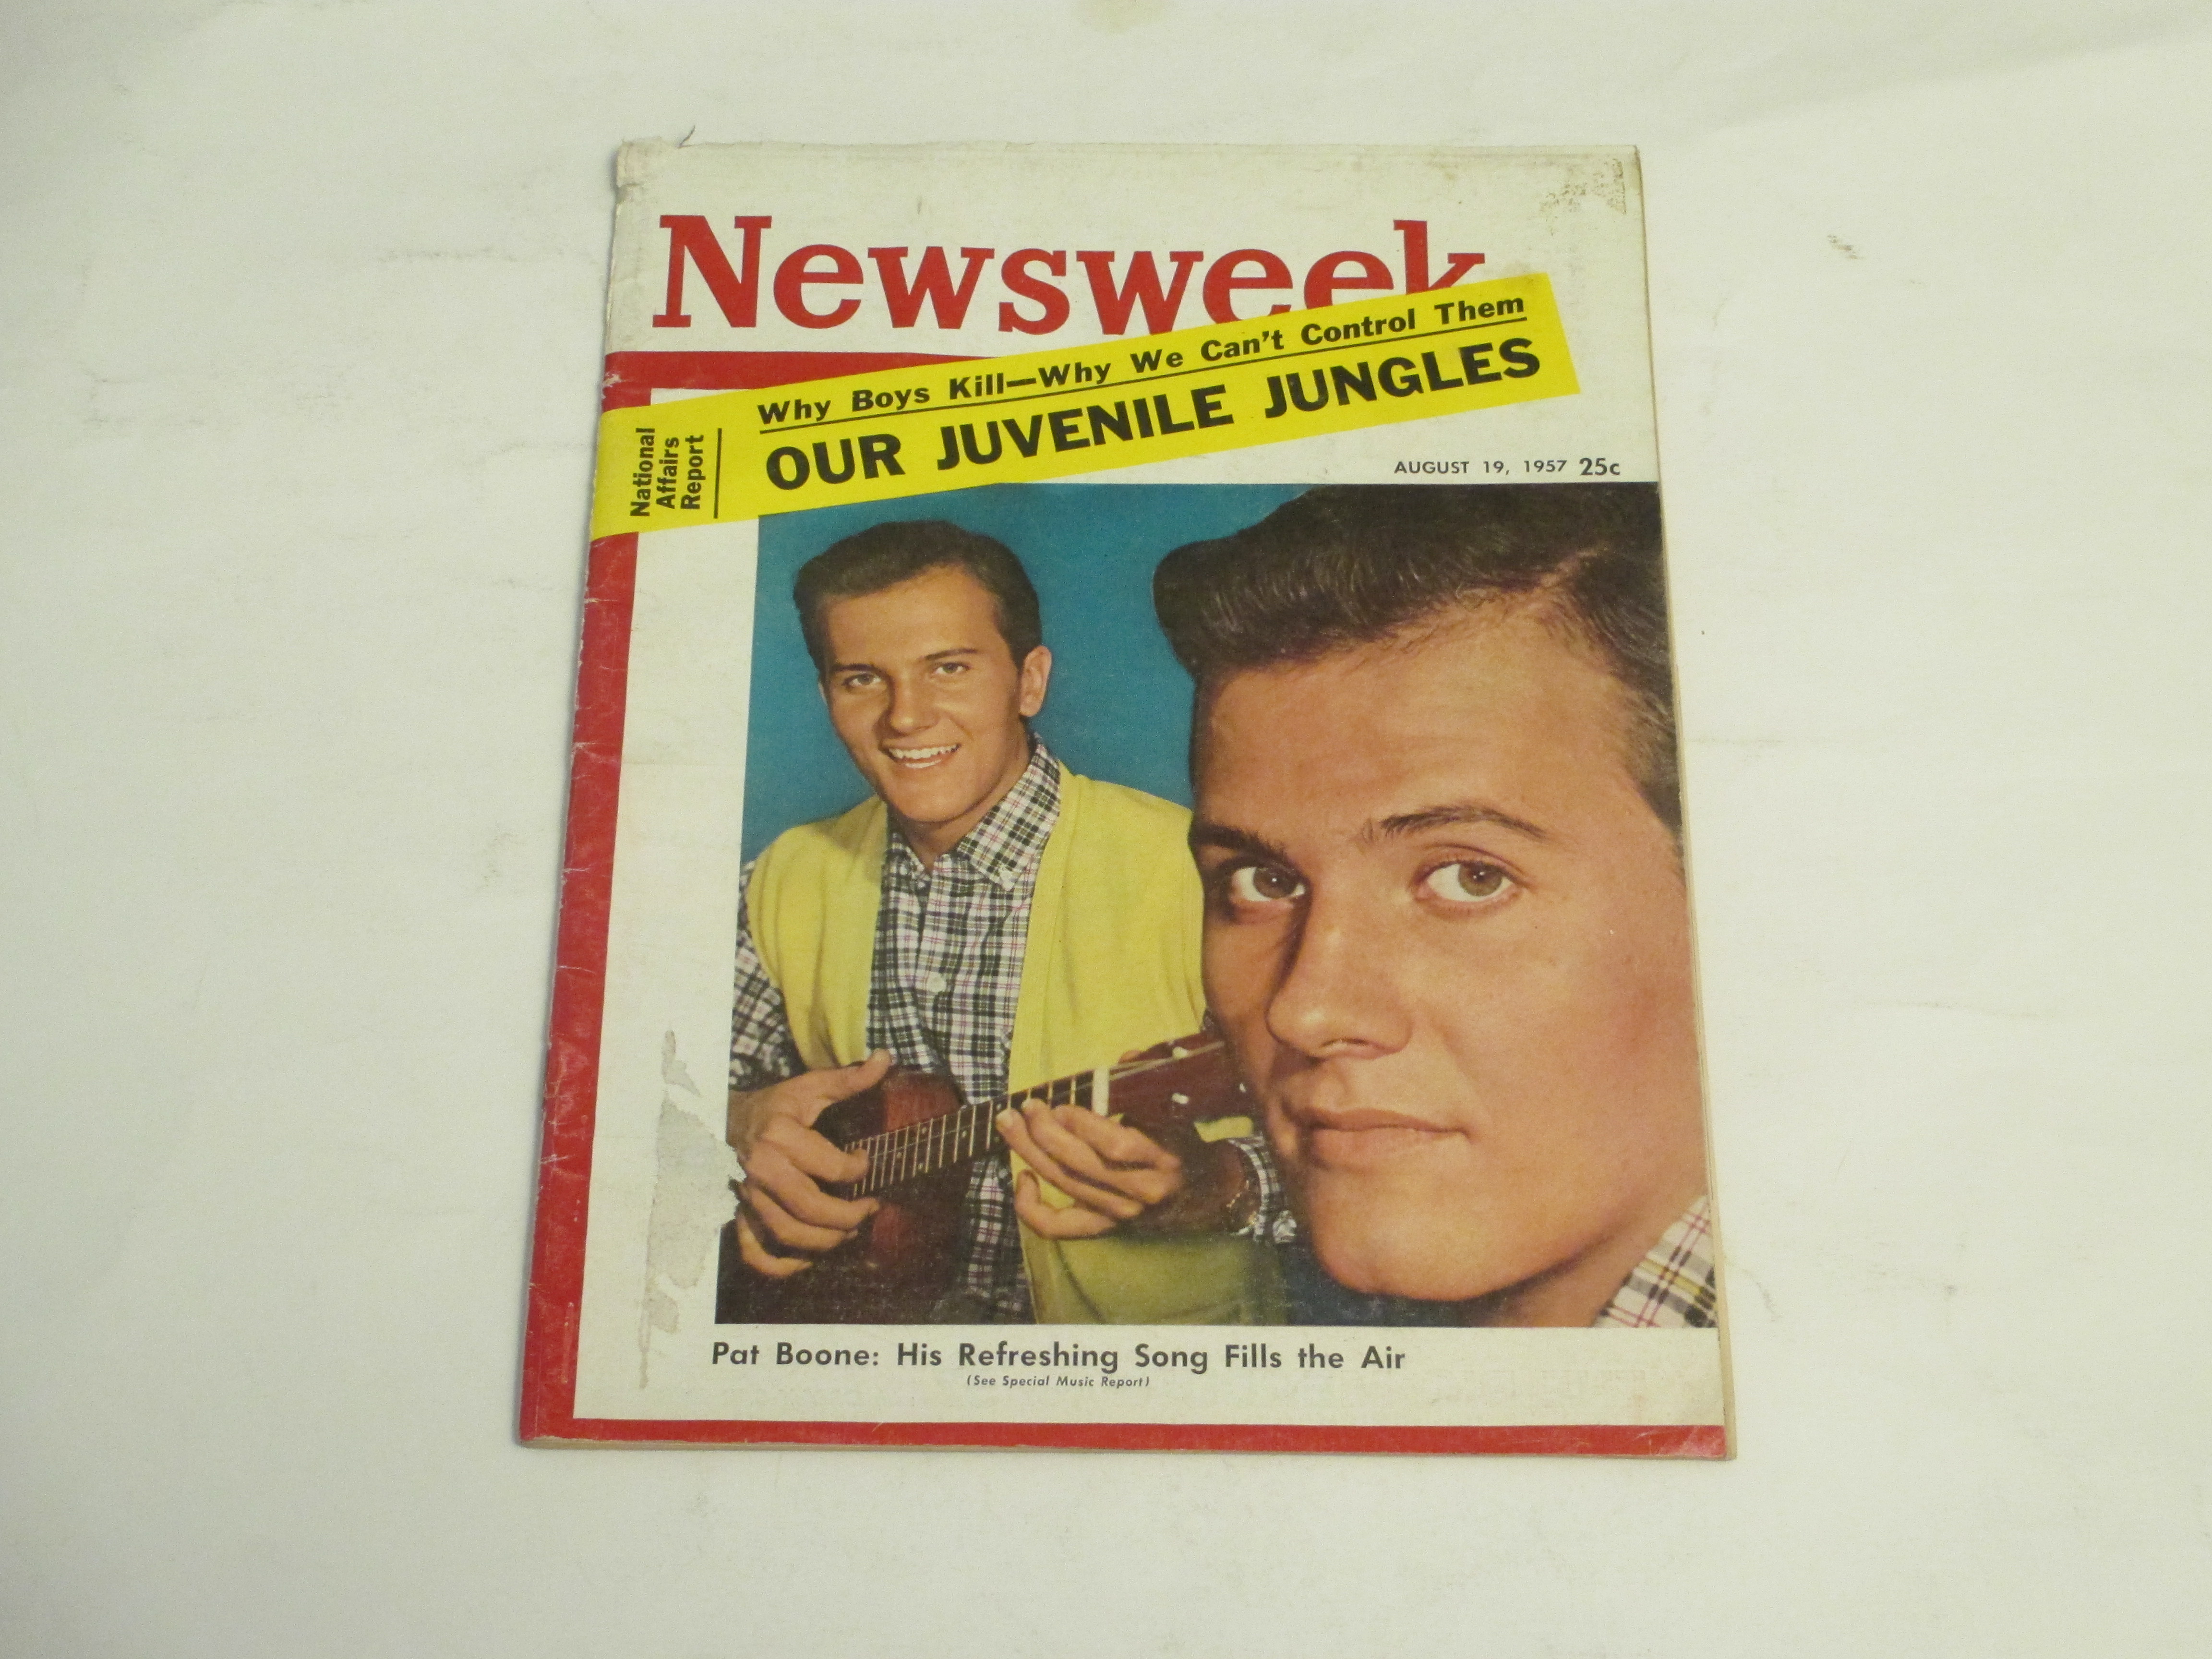 Newsweek
Why Boys Kill—Why We Can't Control Them
OUR JUVENILE JUNGLES
National
Affairs
Report
AUGUST 19, 1957 25c
Pat Boone: His Refreshing Song Fills the Air
(See Special Music Report)